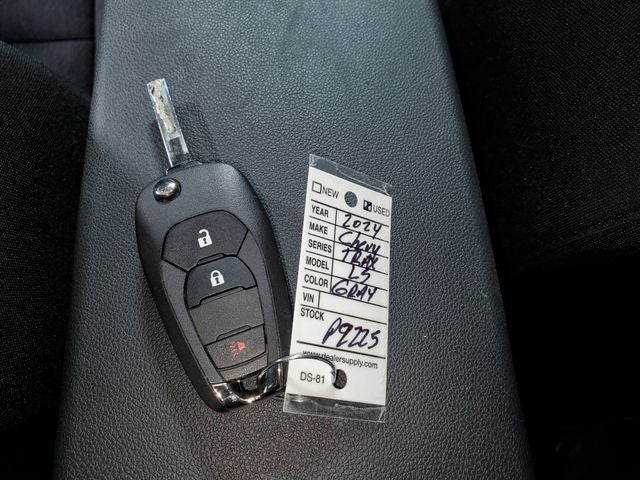 NEW USED
YEAR 2024
MAKE Chevy
SERIES TRAX
MODEL LS
COLOR GRAY
VIN
STOCK
P9225
www.dealersupply.com
DS-81